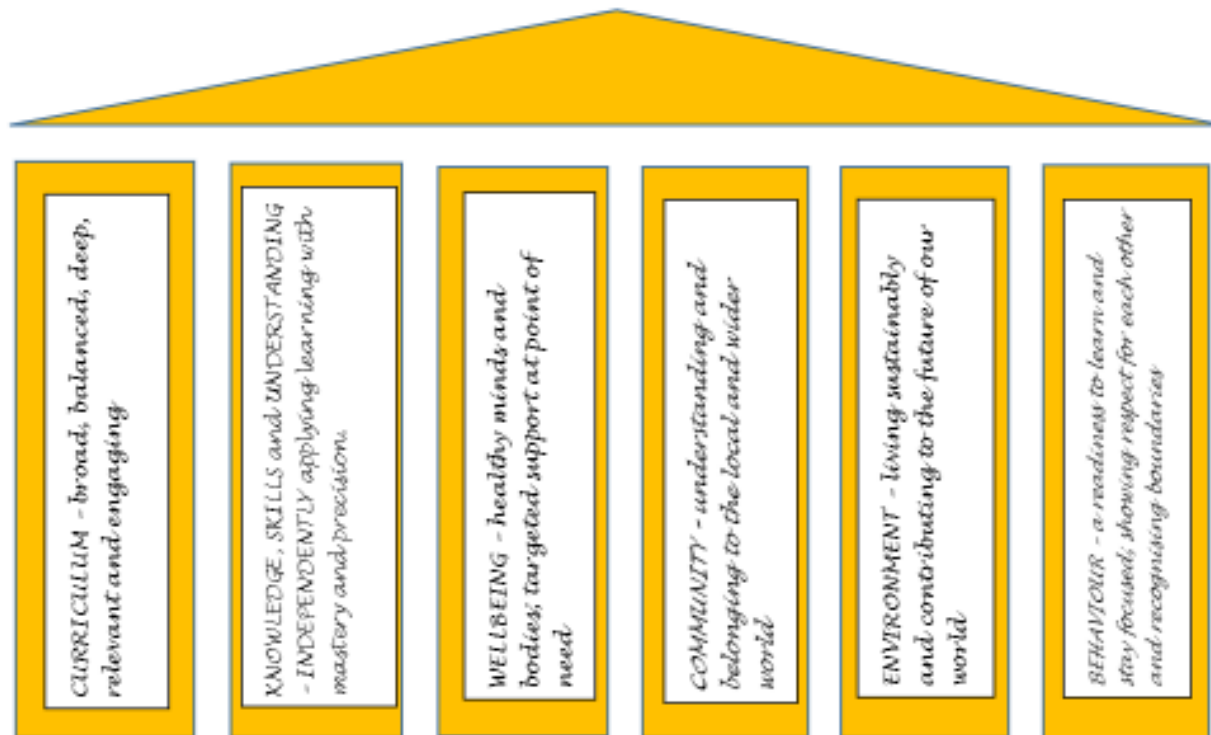 CURRICULUM - broad, balanced, deep,
relevant and engaging
KNOWLEDGE, SKILLS and UNDERSTANDING
- INDEPENDENTLY applying learning with
mastery and precision.
WELLBEING - healthy minds and
bodies; targeted support at point of
need
COMMUNITY - understanding and
belonging to the local and wider
world
ENVIRONMENT - living sustainably
and contributing to the future of our
world
BEHAVIOUR - a readiness to learn and
stay focused; showing respect for each other
and recognising boundaries